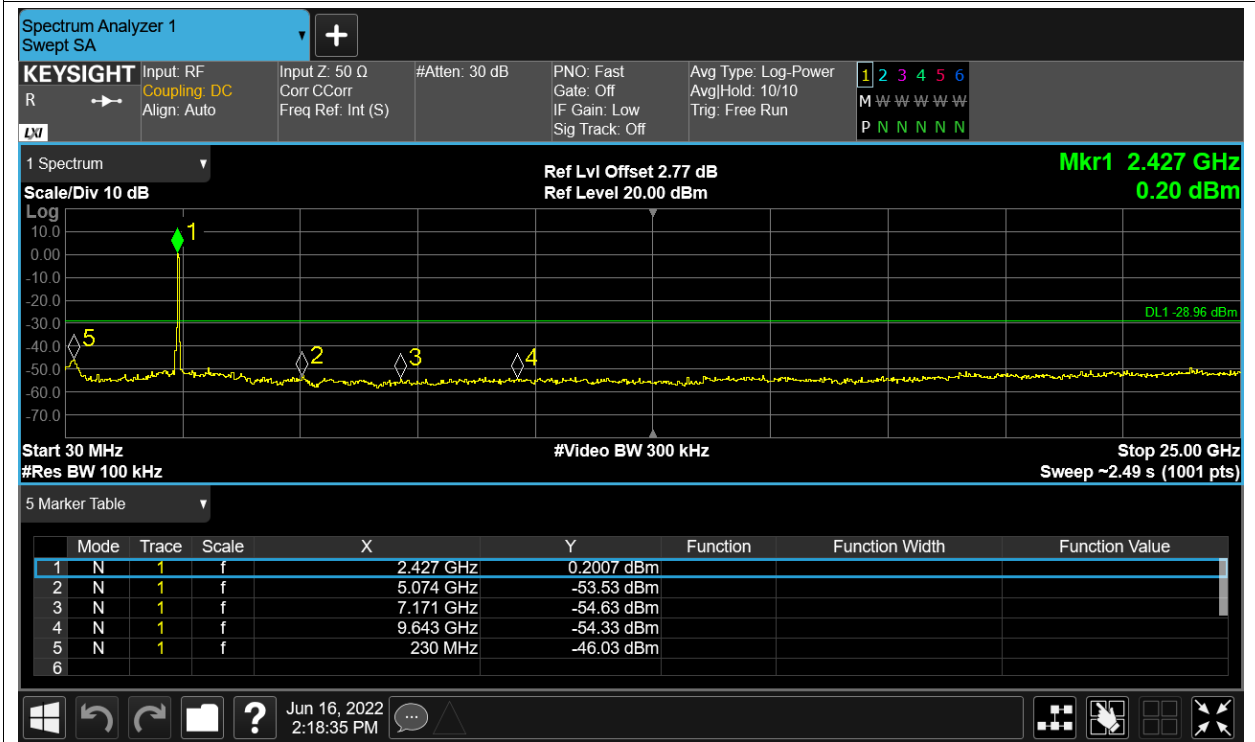 Spectrum Analyzer 1
Swept SA
+
KEYSIGHT
R
LXI
Input: RF
Coupling: DC
Align: Auto
Input Z: 50 Ω
Corr CCorr
Freq Ref: Int (S)
#Atten: 30 dB
PNO: Fast
Gate: Off
IF Gain: Low
Sig Track: Off
Avg Type: Log-Power
Avg|Hold: 10/10
Trig: Free Run
1 2 3 4 5 6
M W W W W W
P N N N N N
1 Spectrum
Scale/Div 10 dB
Ref Lvl Offset 2.77 dB
Ref Level 20.00 dBm
Mkr1 2.427 GHz
0.20 dBm
Log
10.0
0.00
-10.0
-20.0
-30.0
-40.0
-50.0
-60.0
-70.0
1
5
2
3
4
DL1 -28.96 dBm
Start 30 MHz
#Res BW 100 kHz
#Video BW 300 kHz
Stop 25.00 GHz
Sweep ~2.49 s (1001 pts)
5 Marker Table
Mode Trace Scale X Y Function Function Width Function Value
1 N 1 f 2.427 GHz 0.2007 dBm
2 N 1 f 5.074 GHz -53.53 dBm
3 N 1 f 7.171 GHz -54.63 dBm
4 N 1 f 9.643 GHz -54.33 dBm
5 N 1 f 230 MHz -46.03 dBm
6
?
Jun 16, 2022
2:18:35 PM